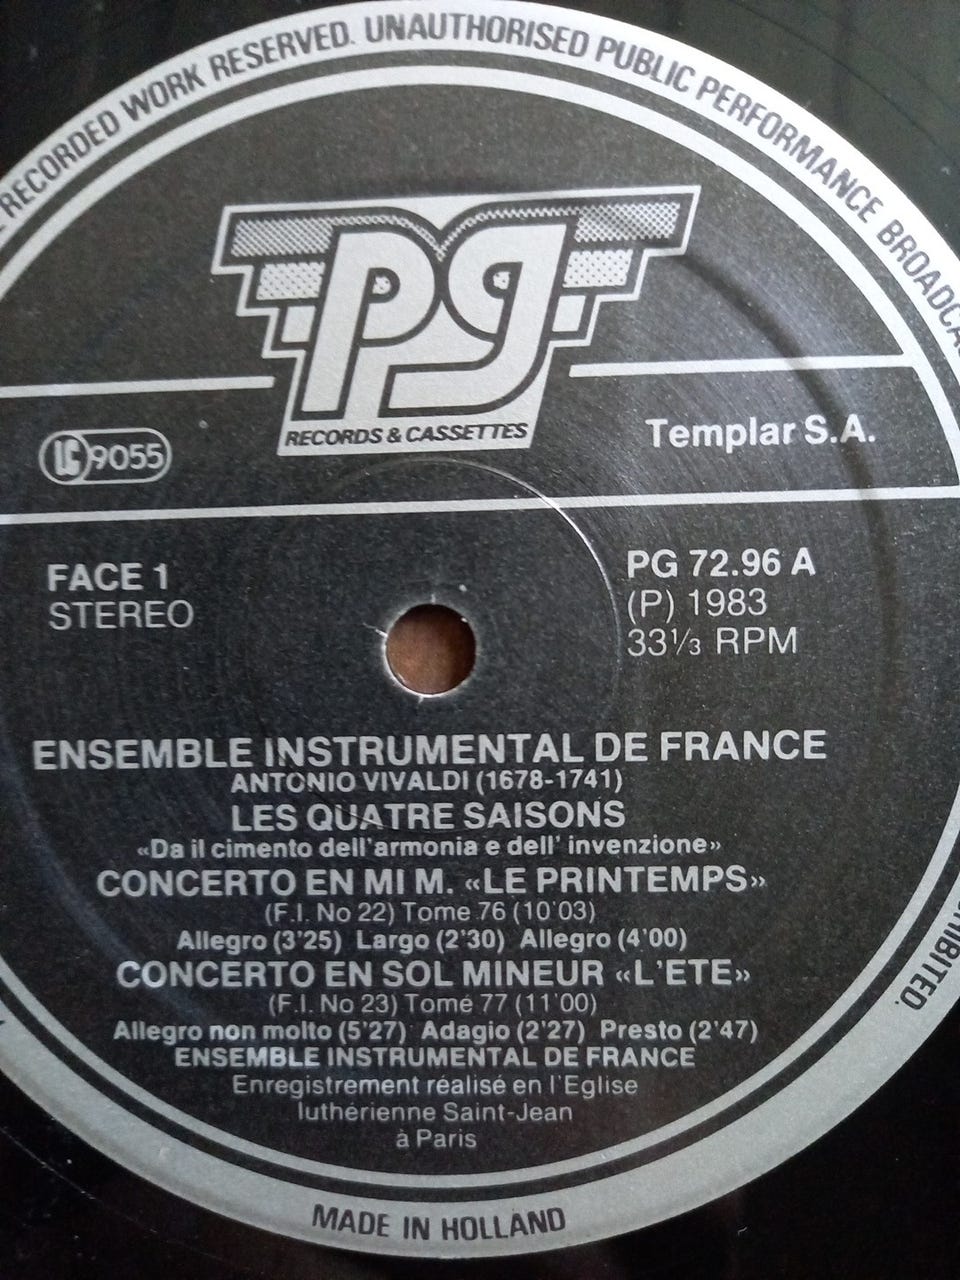 RECORDED WORK RESERVED. UNAUTHORISED PUBLIC PERFORMANCE
pg
RECORDS & CASSETTES
LC 9055
Templar S.A.
FACE 1
STEREO
PG 72.96 A
(P) 1983
33⅓ RPM
ENSEMBLE INSTRUMENTAL DE FRANCE
ANTONIO VIVALDI (1678-1741)
LES QUATRE SAISONS
«Da il cimento dell'armonia e dell' invenzione»
CONCERTO EN MI M. «LE PRINTEMPS»
(F.I. No 22) Tome 76 (10'03)
Allegro (3'25) Largo (2'30) Allegro (4'00)
CONCERTO EN SOL MINEUR «L'ETE»
(F.I. No 23) Tome 77 (11'00)
Allegro non molto (5'27) Adagio (2'27) Presto (2'47)
ENSEMBLE INSTRUMENTAL DE FRANCE
Enregistrement réalisé en l'Eglise
luthérienne Saint-Jean
à Paris
MADE IN HOLLAND